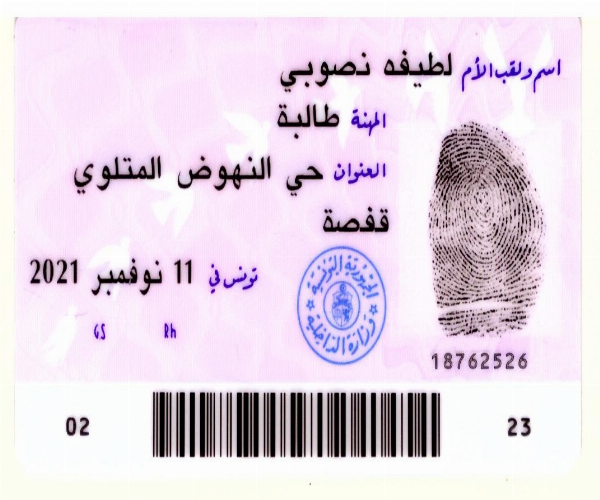 اسم ولقب الأم لطيفه نصوبي
المهنة طالبة
العنوان حي النهوض المتلوي
قفصة
تونس في 11 نوفمبر 2021
GS Rh
الجمهورية التونسية
وزارة الداخلية
18762526
02 23